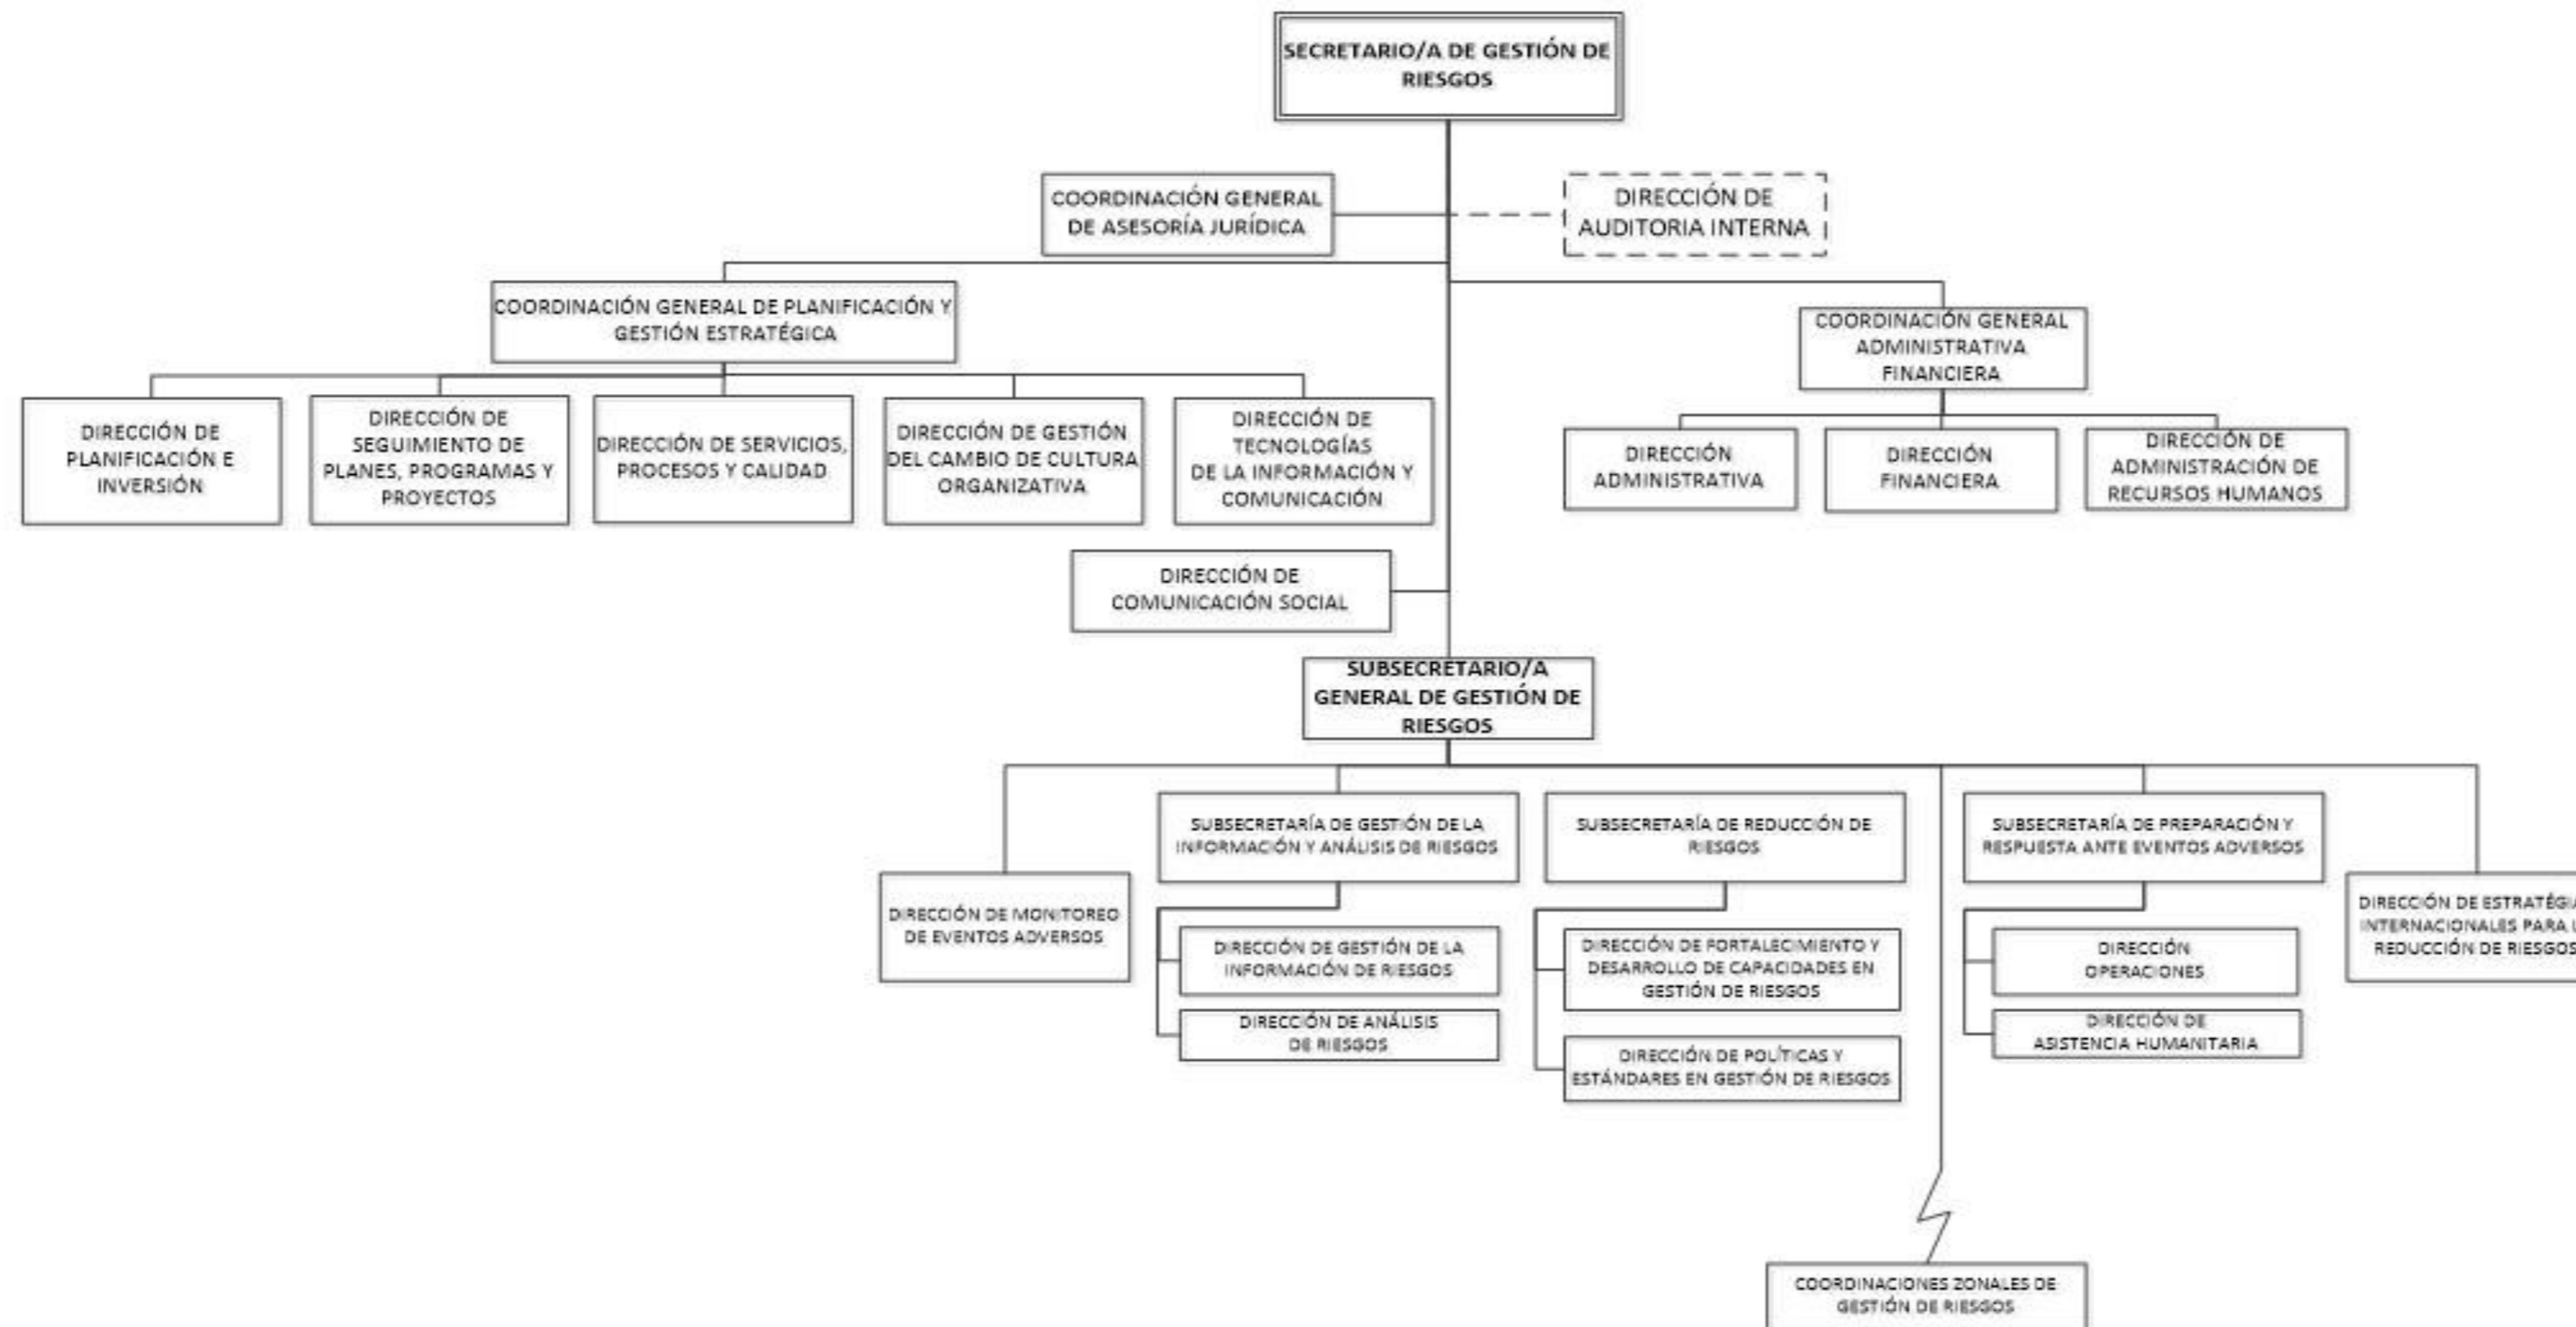 SECRETARIO/A DE GESTIÓN DE
RIESGOS
COORDINACIÓN GENERAL
DE ASESORÍA JURÍDICA
DIRECCIÓN DE
AUDITORIA INTERNA
COORDINACIÓN GENERAL DE PLANIFICACIÓN Y
GESTIÓN ESTRATÉGICA
COORDINACIÓN GENERAL
ADMINISTRATIVA
FINANCIERA
DIRECCIÓN DE
PLANIFICACIÓN E
INVERSIÓN
DIRECCIÓN DE
SEGUIMIENTO DE
PLANES, PROGRAMAS Y
PROYECTOS
DIRECCIÓN DE SERVICIOS,
PROCESOS Y CALIDAD
DIRECCIÓN DE GESTIÓN
DEL CAMBIO DE CULTURA
ORGANIZATIVA
DIRECCIÓN DE
TECNOLOGÍAS
DE LA INFORMACIÓN Y
COMUNICACIÓN
DIRECCIÓN
ADMINISTRATIVA
DIRECCIÓN
FINANCIERA
DIRECCIÓN DE
ADMINISTRACIÓN DE
RECURSOS HUMANOS
DIRECCIÓN DE
COMUNICACIÓN SOCIAL
SUBSECRETARIO/A
GENERAL DE GESTIÓN DE
RIESGOS
DIRECCIÓN DE MONITOREO
DE EVENTOS ADVERSOS
SUBSECRETARÍA DE GESTIÓN DE LA
INFORMACIÓN Y ANÁLISIS DE RIESGOS
DIRECCIÓN DE GESTIÓN DE LA
INFORMACIÓN DE RIESGOS
DIRECCIÓN DE ANÁLISIS
DE RIESGOS
SUBSECRETARÍA DE REDUCCIÓN DE
RIESGOS
DIRECCIÓN DE FORTALECIMIENTO Y
DESARROLLO DE CAPACIDADES EN
GESTIÓN DE RIESGOS
DIRECCIÓN DE POLÍTICAS Y
ESTÁNDARES EN GESTIÓN DE RIESGOS
SUBSECRETARÍA DE PREPARACIÓN Y
RESPUESTA ANTE EVENTOS ADVERSOS
DIRECCIÓN
OPERACIONES
DIRECCIÓN DE
ASISTENCIA HUMANITARIA
DIRECCIÓN DE
INTERNACIONALES PARA
REDUCCIÓN DE RIESGOS
COORDINACIONES ZONALES DE
GESTIÓN DE RIESGOS